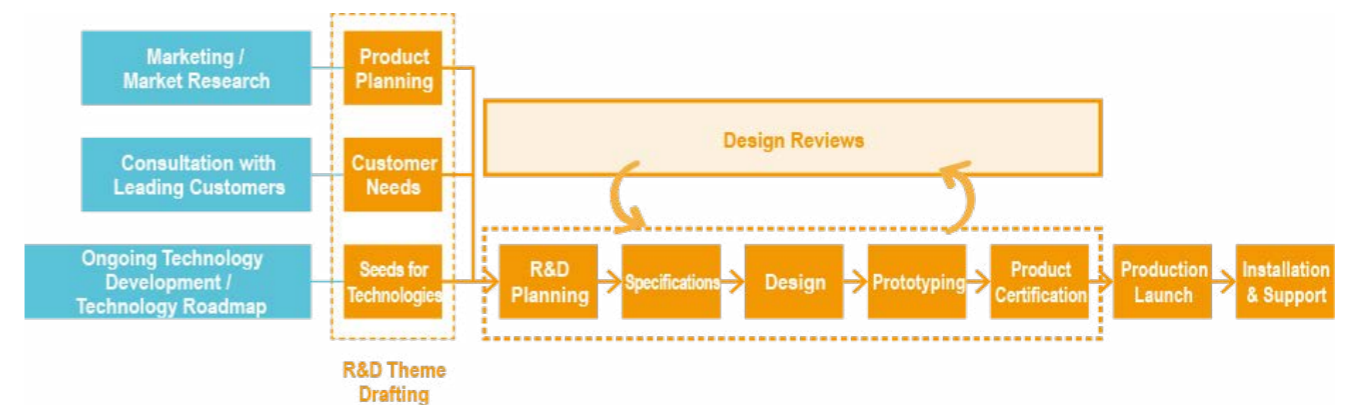 Marketing /
Market Research
Product
Planning
Design Reviews
Consultation with
Leading Customers
Customer
Needs
Ongoing Technology
Development /
Technology Roadmap
Seeds for
Technologies
R&D
Planning
Specifications
Design
Prototyping
Product
Certification
Production
Launch
Installation
& Support
R&D Theme
Drafting